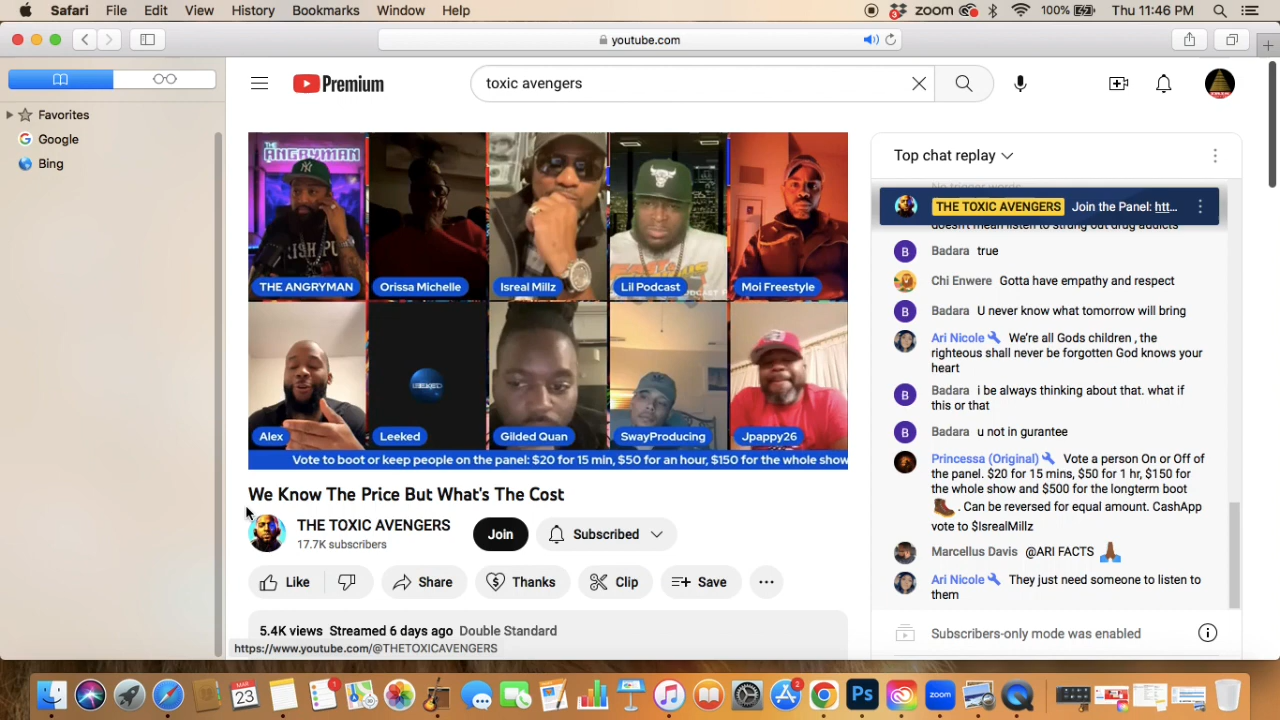 Safari File Edit View History Bookmarks Window Help
zoom 100% Thu 11:46 PM
youtube.com
Premium
toxic avengers
Favorites
Google
Bing
THE ANGRYMAN
THE ANGRYMAN
Orissa Michelle
Isreal Millz
Lil Podcast
Moi Freestyle
Alex
LEEKED
Leeked
Gilded Quan
SwayProducing
Jpappy26
Vote to boot or keep people on the panel: $20 for 15 min, $50 for an hour, $150 for the whole show
We Know The Price But What's The Cost
THE TOXIC AVENGERS
17.7K subscribers
Join
Subscribed
Like
Share
Thanks
Clip
Save
5.4K views Streamed 6 days ago Double Standard
https://www.youtube.com/@THETOXICAVENGERS
Top chat replay
No trigger words
THE TOXIC AVENGERS Join the Panel: htt...
doesn't mean listen to strung out drug addicts
Badara true
Chi Enwere Gotta have empathy and respect
Badara U never know what tomorrow will bring
Ari Nicole We're all Gods children , the
righteous shall never be forgotten God knows your
heart
Badara i be always thinking about that. what if
this or that
Badara u not in gurantee
Princessa (Original) Vote a person On or Off of
the panel. $20 for 15 mins, $50 for 1 hr, $150 for
the whole show and $500 for the longterm boot
. Can be reversed for equal amount. CashApp
vote to $IsrealMillz
Marcellus Davis @ARI FACTS
Ari Nicole They just need someone to listen to
them
Subscribers-only mode was enabled
MAR
23
1
2
Ps
zoom